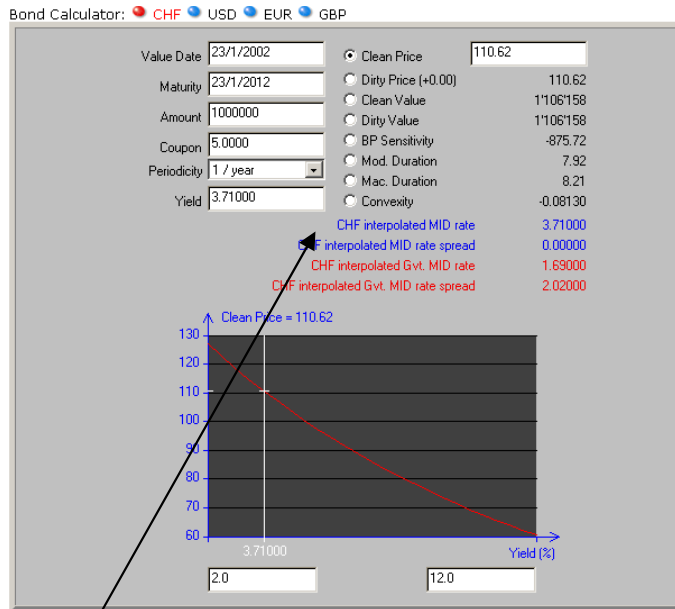 Bond Calculator: CHF USD EUR GBP
Value Date 23/1/2002 Clean Price 110.62
Maturity 23/1/2012 Dirty Price (+0.00) 110.62
Amount 1000000 Clean Value 1'106'158
Dirty Value 1'106'158
Coupon 5.0000 BP Sensitivity -875.72
Periodicity 1 / year Mod. Duration 7.92
Mac. Duration 8.21
Yield 3.71000 Convexity -0.08130
CHF interpolated MID rate 3.71000
CHF interpolated MID rate spread 0.00000
CHF interpolated Gvt. MID rate 1.69000
CHF interpolated Gvt. MID rate spread 2.02000
Clean Price = 110.62
130
120
110
100
90
80
70
60
3.71000 Yield (%)
2.0 12.0